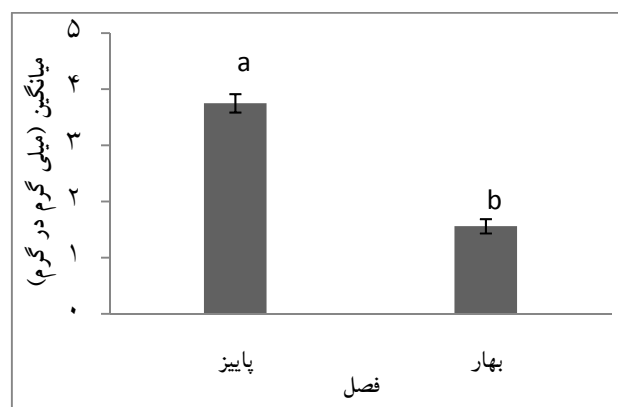 میانگین (میلی گرم در گرم)
۵
۴
۳
۲
۱
۰
a
b
پاییز
بهار
فصل